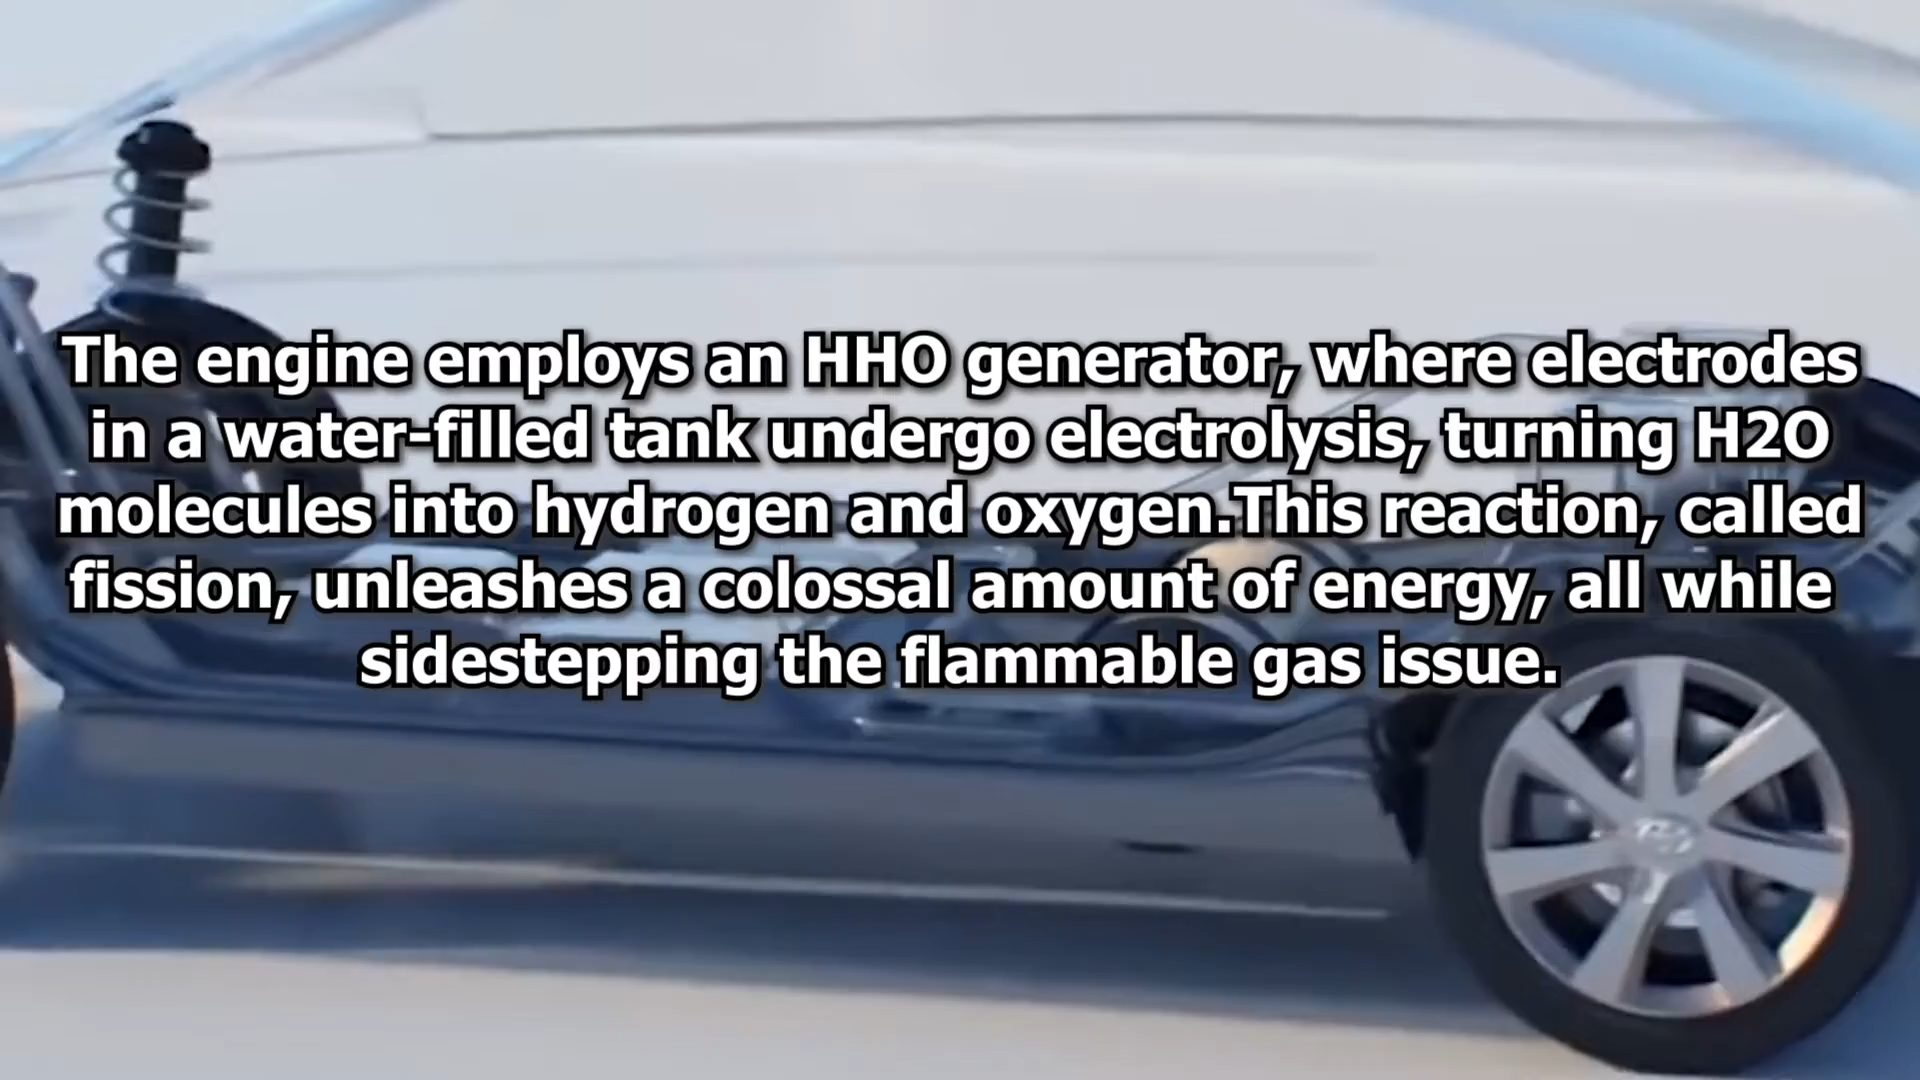 The engine employs an HHO generator, where electrodes
in a water-filled tank undergo electrolysis, turning H2O
molecules into hydrogen and oxygen.This reaction, called
fission, unleashes a colossal amount of energy, all while
sidestepping the flammable gas issue.